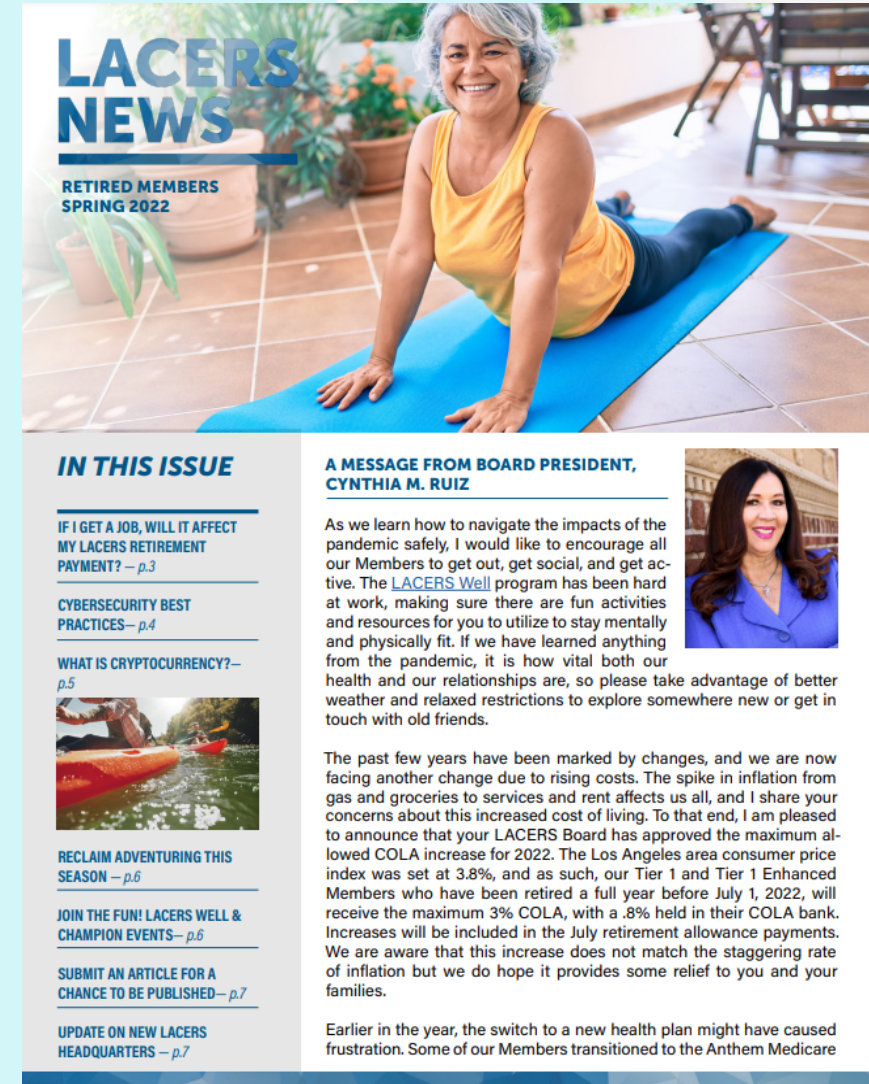 LACERS
NEWS
RETIRED MEMBERS
SPRING 2022
IN THIS ISSUE
IF I GET A JOB, WILL IT AFFECT
MY LACERS RETIREMENT
PAYMENT? — p.3
CYBERSECURITY BEST
PRACTICES— p.4
WHAT IS CRYPTOCURRENCY?—
p.5
RECLAIM ADVENTURING THIS
SEASON — p.6
JOIN THE FUN! LACERS WELL &
CHAMPION EVENTS— p.6
SUBMIT AN ARTICLE FOR A
CHANCE TO BE PUBLISHED— p.7
UPDATE ON NEW LACERS
HEADQUARTERS — p.7
A MESSAGE FROM BOARD PRESIDENT,
CYNTHIA M. RUIZ
As we learn how to navigate the impacts of the
pandemic safely, I would like to encourage all
our Members to get out, get social, and get ac-
tive. The LACERS Well program has been hard
at work, making sure there are fun activities
and resources for you to utilize to stay mentally
and physically fit. If we have learned anything
from the pandemic, it is how vital both our
health and our relationships are, so please take advantage of better
weather and relaxed restrictions to explore somewhere new or get in
touch with old friends.
The past few years have been marked by changes, and we are now
facing another change due to rising costs. The spike in inflation from
gas and groceries to services and rent affects us all, and I share your
concerns about this increased cost of living. To that end, I am pleased
to announce that your LACERS Board has approved the maximum al-
lowed COLA increase for 2022. The Los Angeles area consumer price
index was set at 3.8%, and as such, our Tier 1 and Tier 1 Enhanced
Members who have been retired a full year before July 1, 2022, will
receive the maximum 3% COLA, with a .8% held in their COLA bank.
Increases will be included in the July retirement allowance payments.
We are aware that this increase does not match the staggering rate
of inflation but we do hope it provides some relief to you and your
families.
Earlier in the year, the switch to a new health plan might have caused
frustration. Some of our Members transitioned to the Anthem Medicare